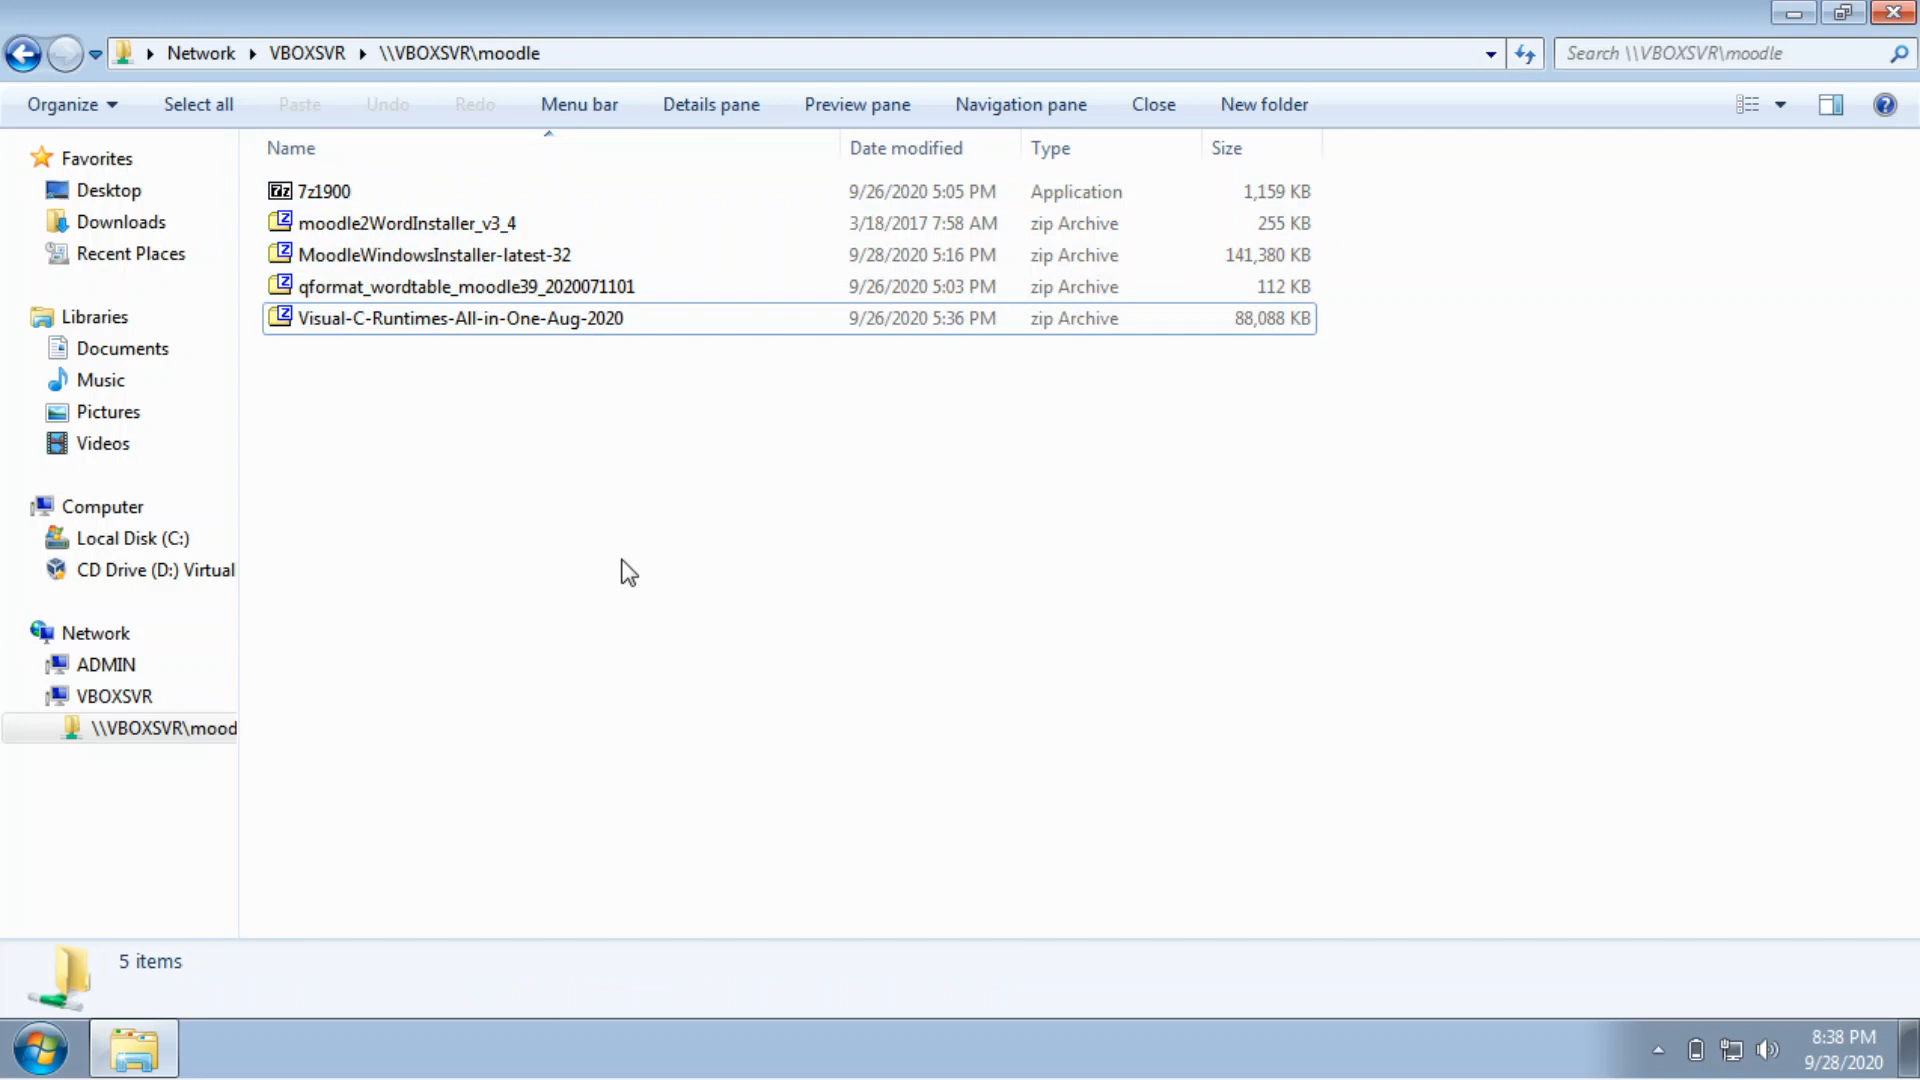 Network VBOXSVR \\VBOXSVR\moodle
Search \\VBOXSVR\moodle
Organize Select all Paste Undo Redo Menu bar Details pane Preview pane Navigation pane Close New folder
Name Date modified Type Size
7z1900 9/26/2020 5:05 PM Application 1,159 KB
moodle2WordInstaller_v3_4 3/18/2017 7:58 AM zip Archive 255 KB
MoodleWindowsInstaller-latest-32 9/28/2020 5:16 PM zip Archive 141,380 KB
qformat_wordtable_moodle39_2020071101 9/26/2020 5:03 PM zip Archive 112 KB
Visual-C-Runtimes-All-in-One-Aug-2020 9/26/2020 5:36 PM zip Archive 88,088 KB
Favorites
Desktop
Downloads
Recent Places
Libraries
Documents
Music
Pictures
Videos
Computer
Local Disk (C:)
CD Drive (D:) Virtual
Network
ADMIN
VBOXSVR
\\VBOXSVR\mood
5 items
8:38 PM
9/28/2020